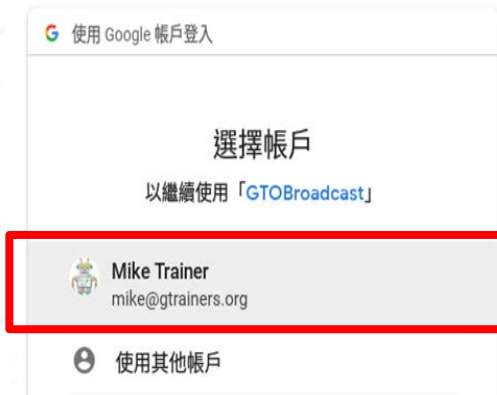 使用 Google 帳戶登入
選擇帳戶
以繼續使用「GTOBroadcast」
Mike Trainer
mike@gtrainers.org
使用其他帳戶